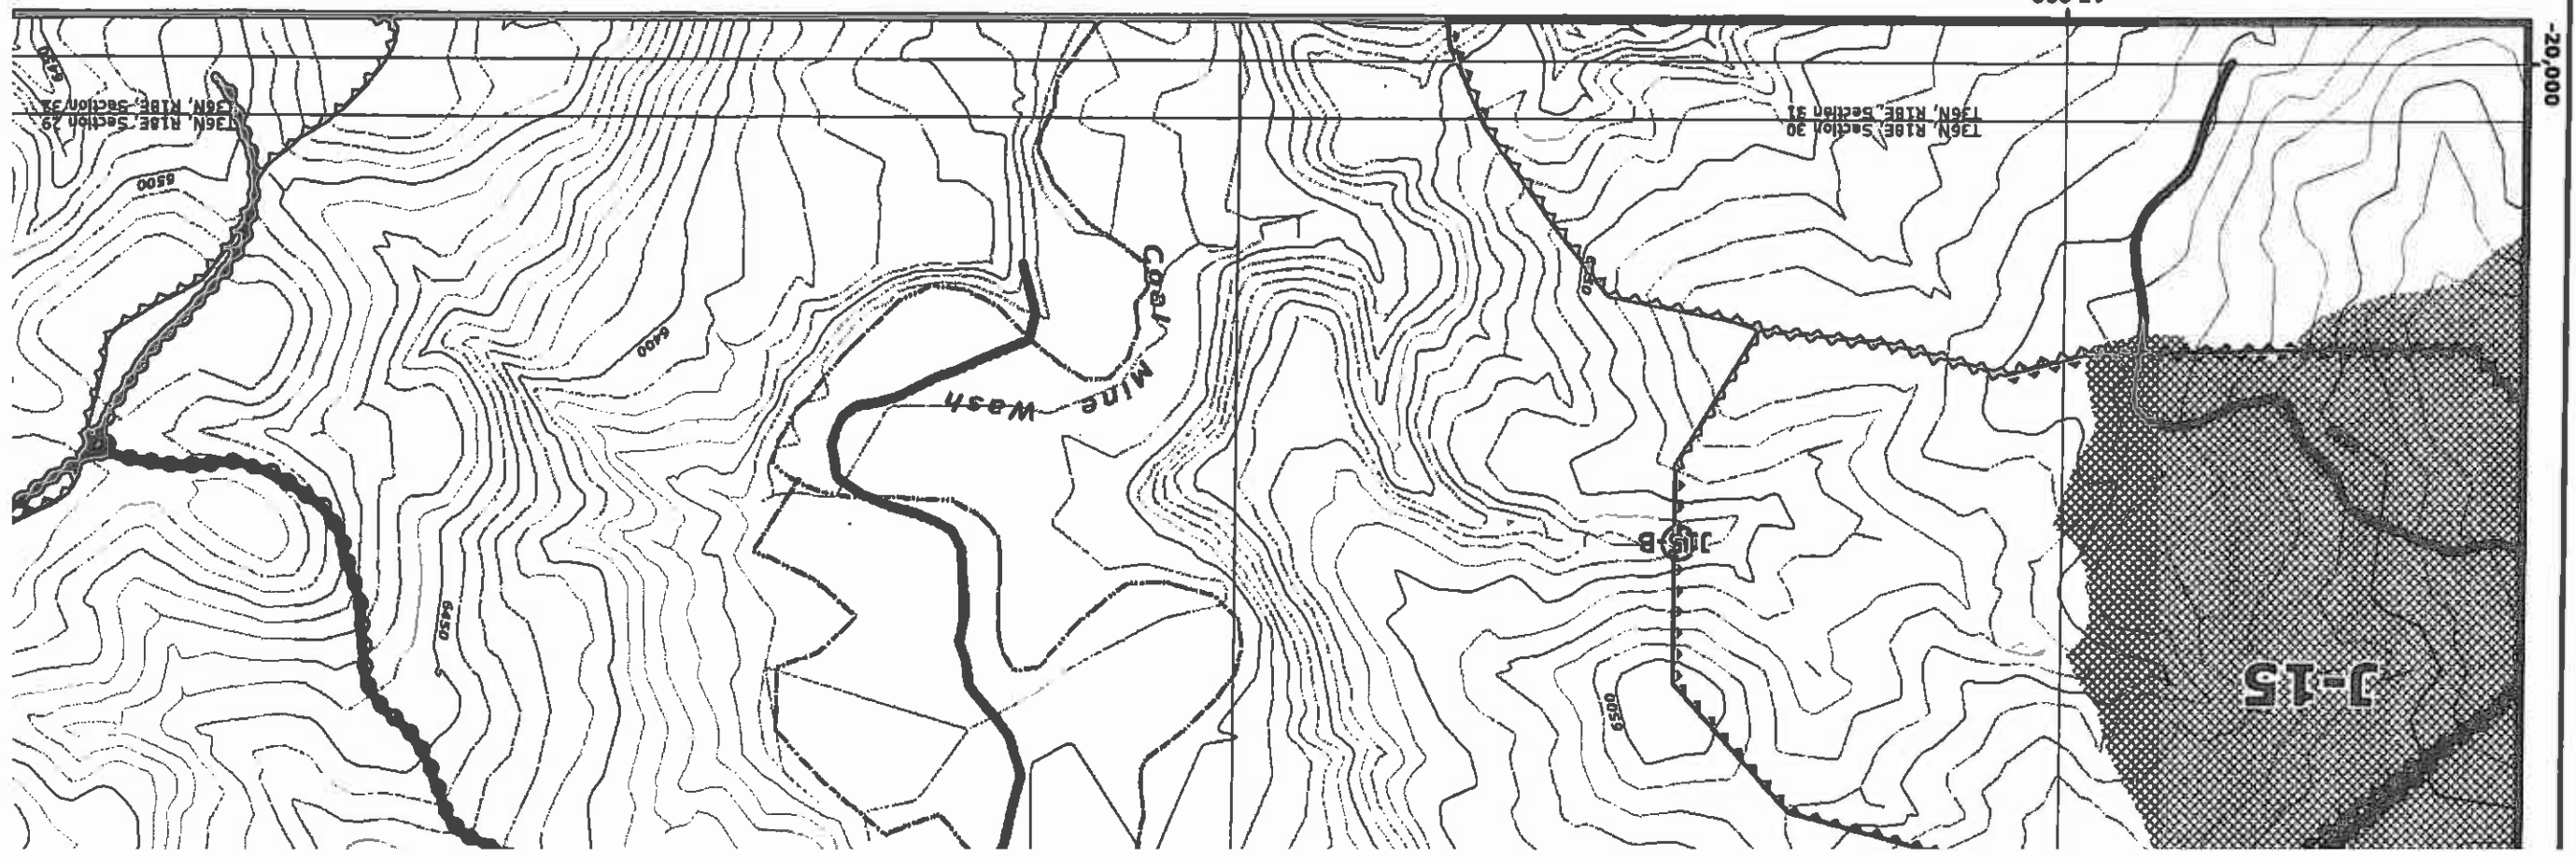 J-15
6500
6450
J15-B
Coal Mine Wash
6400
6500
T36N, R18E, Section 30
T36N, R18E, Section 31
T36N, R18E, Section 29
T36N, R18E, Section 32
-20,000